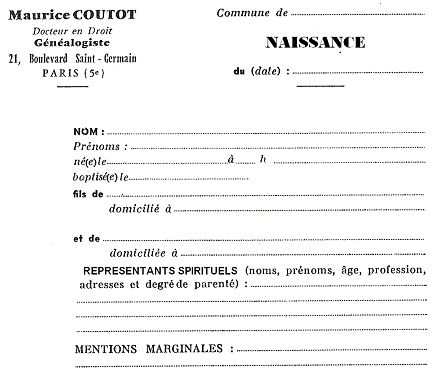 Maurice COUTOT
Docteur en Droit
Généalogiste
21, Boulevard Saint-Germain
PARIS (5e)
Commune de
NAISSANCE
du (date) :
NOM :
Prénoms :
né(e)le à h
baptisé(e)le
fils de
domicilié à
et de
domiciliée à
REPRESENTANTS SPIRITUELS (noms, prénoms, âge, profession,
adresses et degré de parenté) :
MENTIONS MARGINALES :